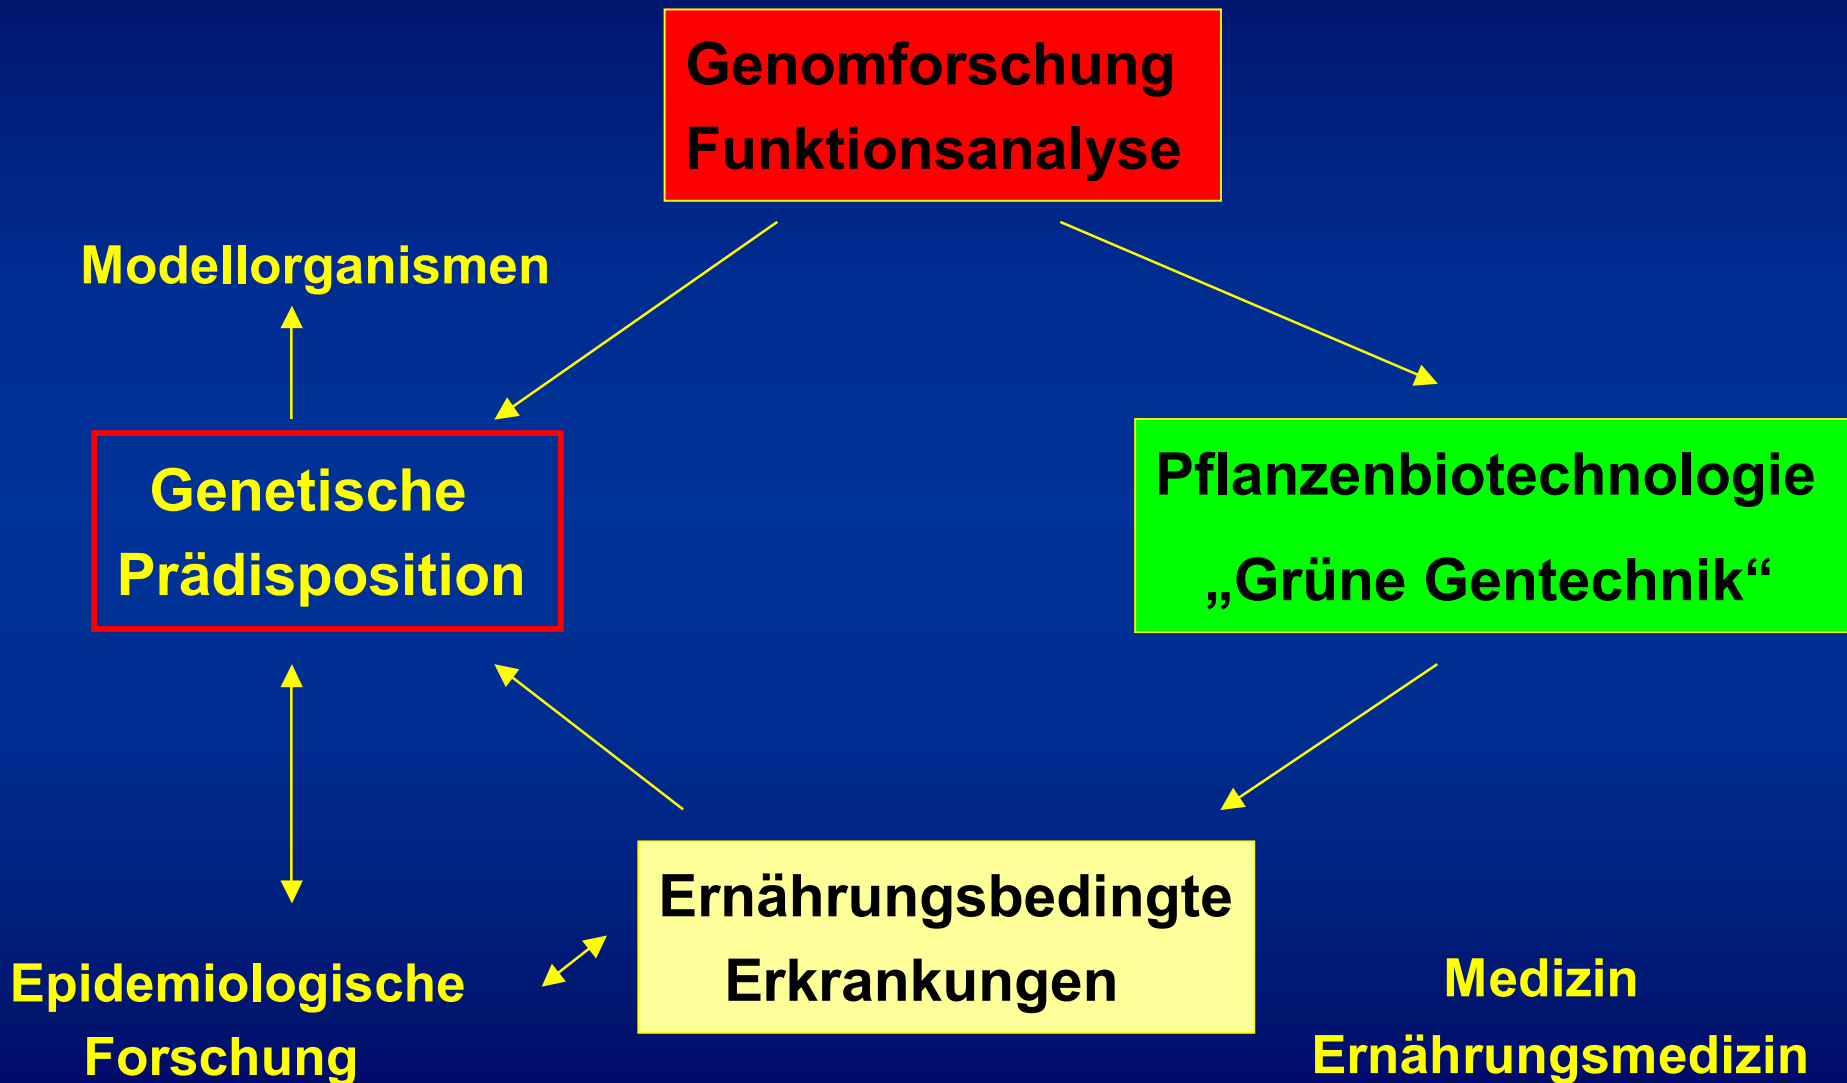 Genomforschung
Funktionsanalyse
Modellorganismen
Genetische
Prädisposition
Pflanzenbiotechnologie
„Grüne Gentechnik“
Ernährungsbedingte
Erkrankungen
Epidemiologische
Forschung
Medizin
Ernährungsmedizin